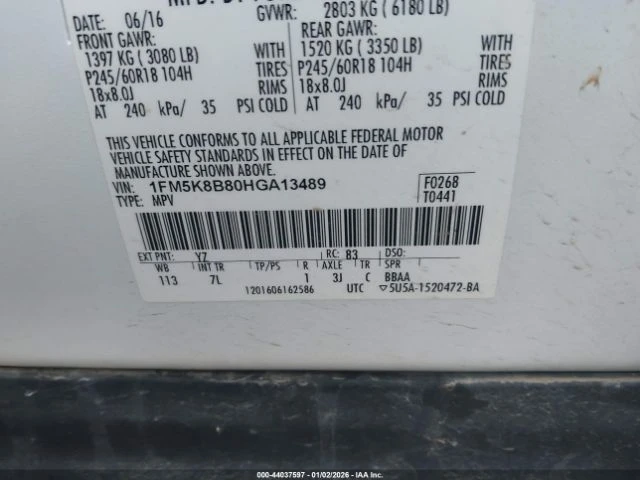 DATE: 06/16 GVWR: 2803 KG ( 6180 LB)
FRONT GAWR: REAR GAWR:
1397 KG ( 3080 LB) WITH 1520 KG ( 3350 LB) WITH
P245/60R18 104H TIRES P245/60R18 104H TIRES
18x8.0J RIMS 18x8.0J RIMS
AT 240 kPa/ 35 PSI COLD AT 240 kPa/ 35 PSI COLD
THIS VEHICLE CONFORMS TO ALL APPLICABLE FEDERAL MOTOR
VEHICLE SAFETY STANDARDS IN EFFECT ON THE DATE OF
MANUFACTURE SHOWN ABOVE.
VIN: 1FM5K8B80HGA13489 F0268
TYPE: MPV T0441
EXT PNT: YZ RC: 83 DSO:
WB INT TR TP/PS R AXLE TR SPR
113 7L 1 3J C BBAA
1201606162586 UTC ▽5U5A-1520472-BA
(c) COPYRIGHT -- 44037597 -- 01/02/2026 -- IAAI.COM